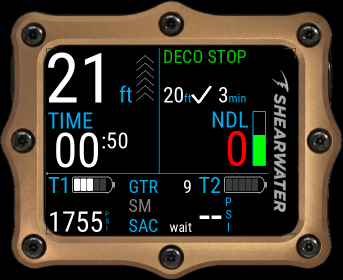 21 ft
DECO STOP
20ft 3min
TIME
00:50
NDL
0
T1
GTR 9
T2
SM
1755 PSI
SAC wait
-- PSI
SHEARWATER